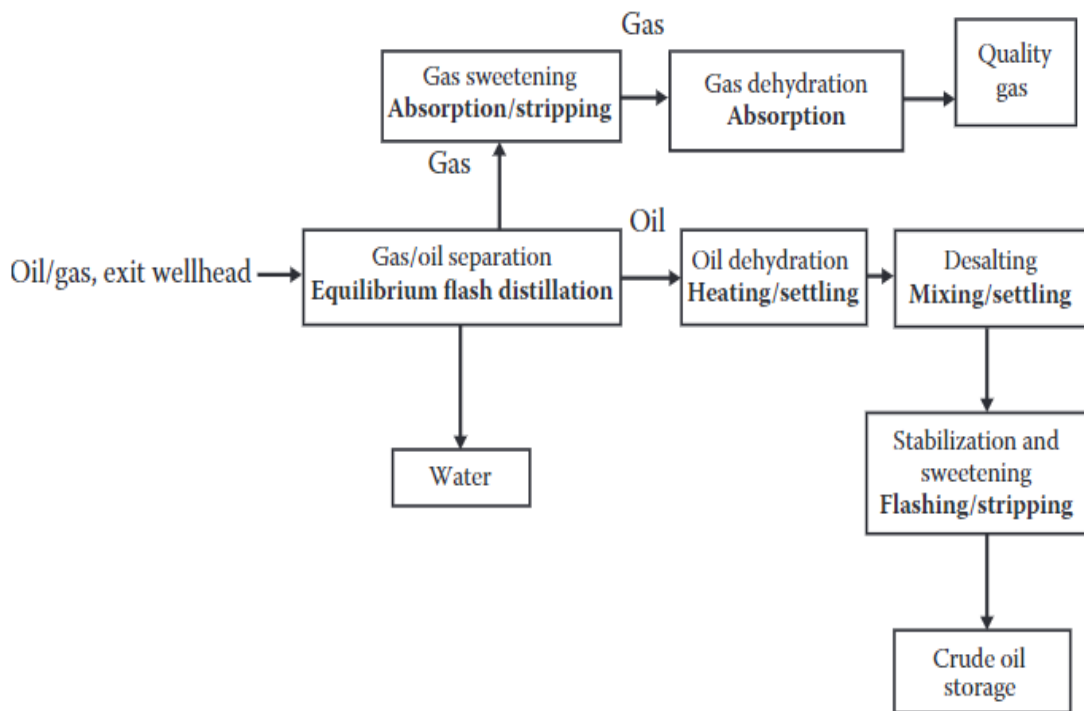 Gas
Gas sweetening
Absorption/stripping
Gas dehydration
Absorption
Quality
gas
Gas
Oil
Oil/gas, exit wellhead
Gas/oil separation
Equilibrium flash distillation
Oil dehydration
Heating/settling
Desalting
Mixing/settling
Water
Stabilization and
sweetening
Flashing/stripping
Crude oil
storage